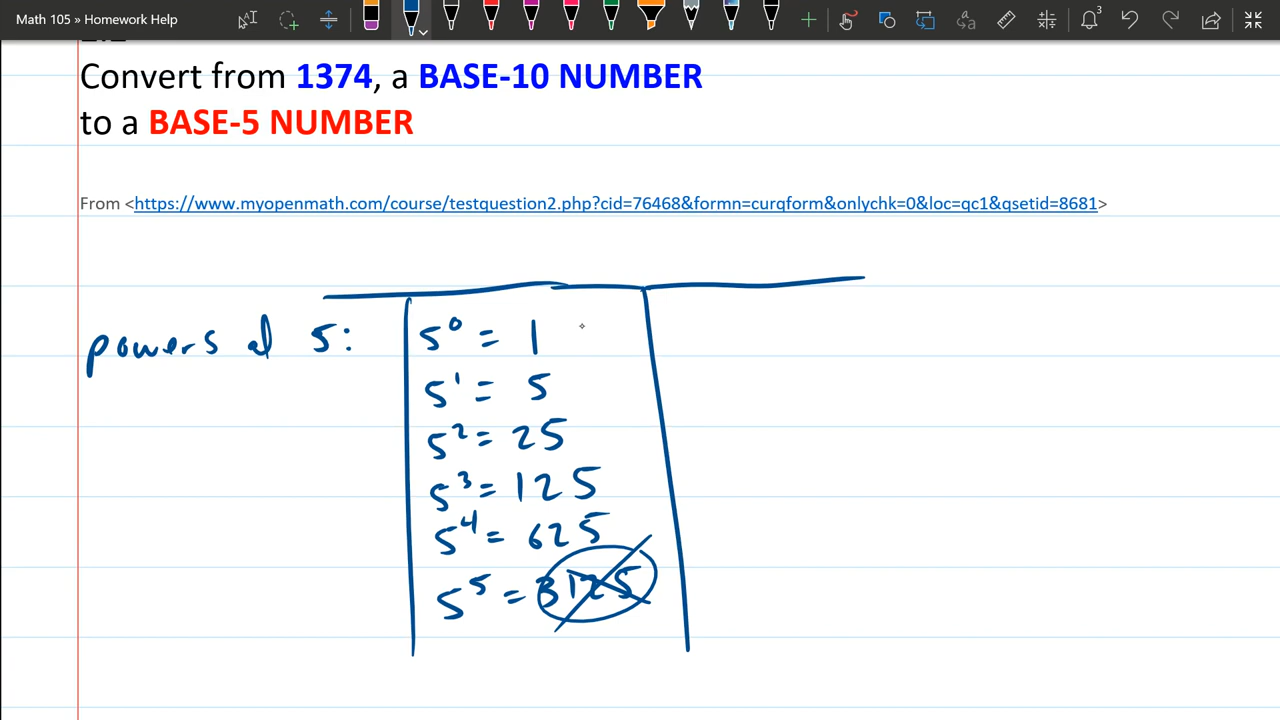 Math 105 » Homework Help
3
Convert from 1374, a BASE-10 NUMBER
to a BASE-5 NUMBER
From <https://www.myopenmath.com/course/testquestion2.php?cid=76468&formn=curqform&onlychk=0&loc=qc1&qsetid=8681>
powers of 5:
5⁰ = 1
5¹ = 5
5² = 25
5³ = 125
5⁴ = 625
5⁵ = 3125